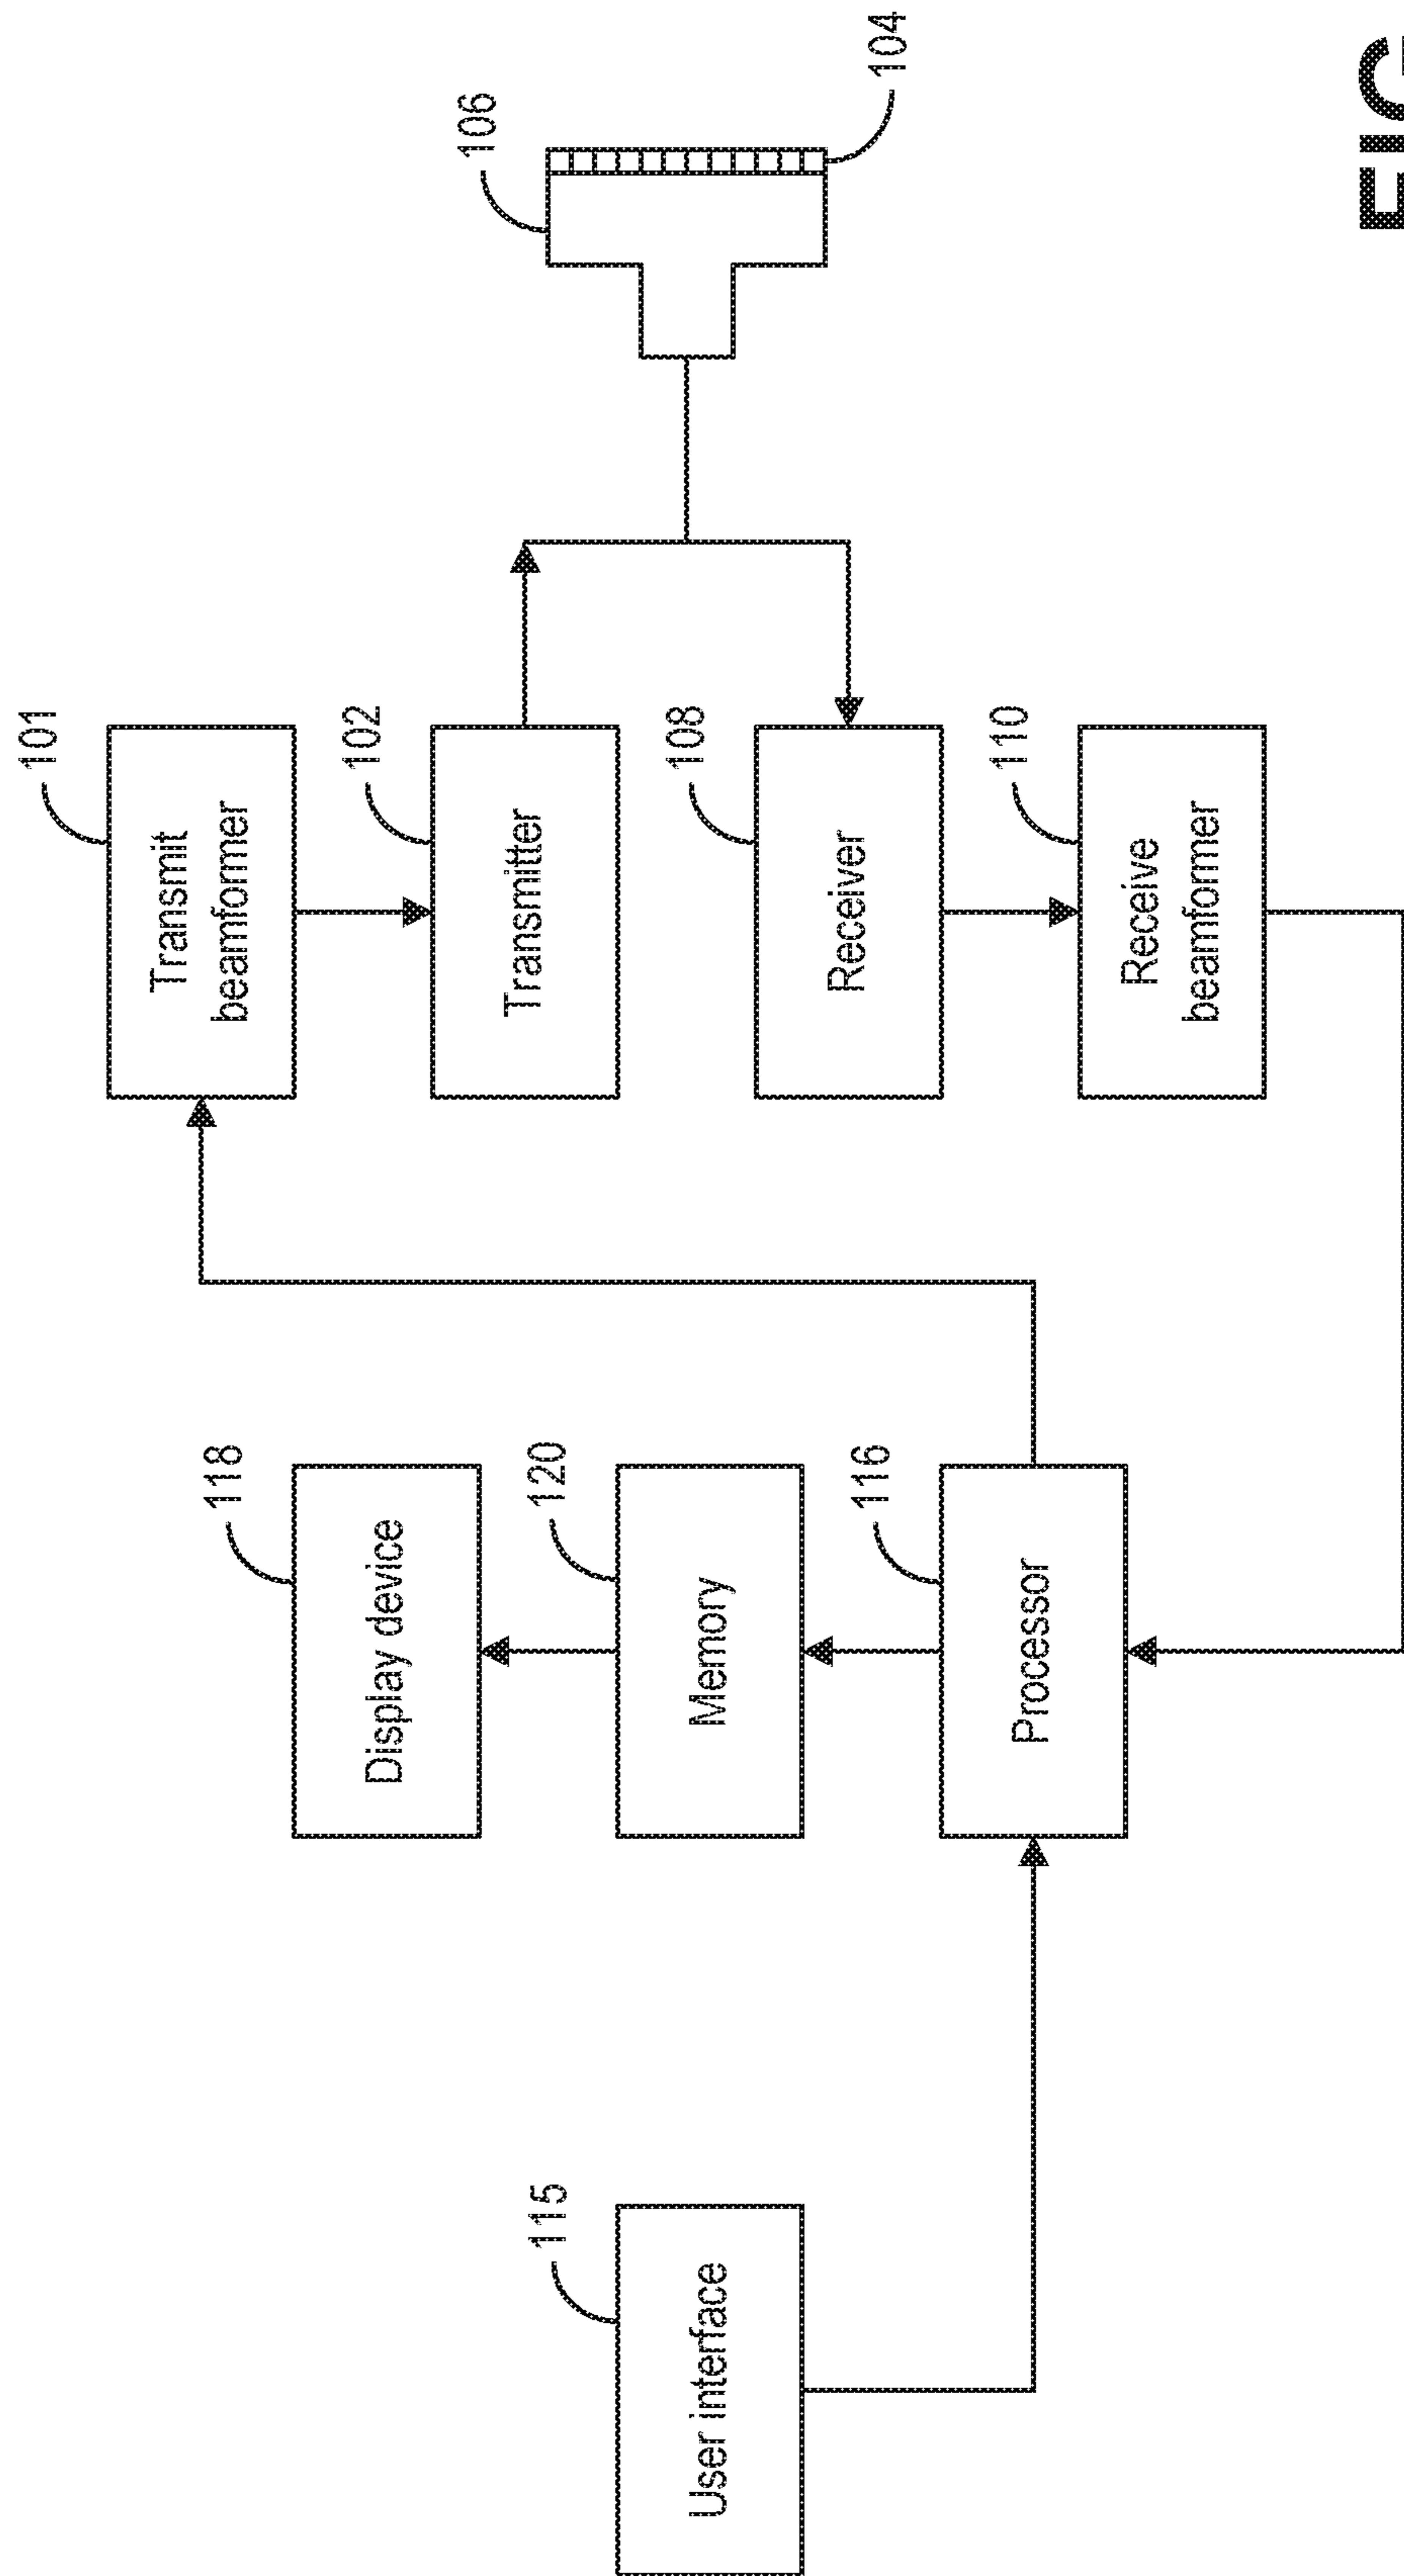 101
Transmit
beamformer
118
Display device
102
Transmitter
106
104
115
User interface
120
Memory
108
Receiver
116
Processor
110
Receive
beamformer
FIG